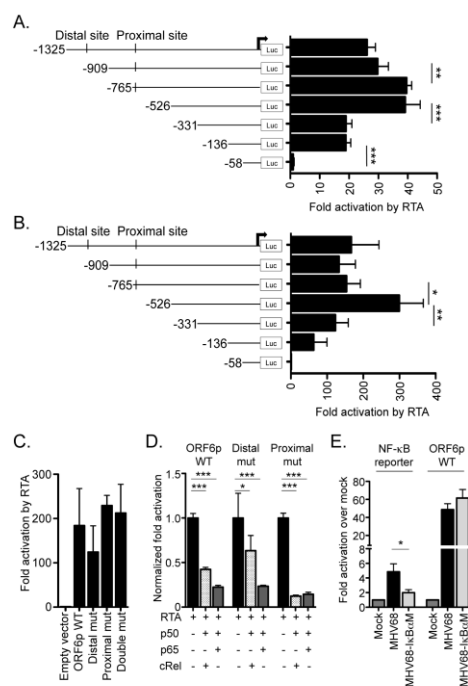 A.
Distal site Proximal site
-1325
Luc
-909
Luc
**
-765
Luc
-526
Luc
***
-331
Luc
-136
Luc
***
-58
Luc
0 10 20 30 40 50
Fold activation by RTA
B.
Distal site Proximal site
-1325
Luc
-909
Luc
-765
Luc
*
-526
Luc
**
-331
Luc
-136
Luc
-58
Luc
0 100 200 300 400
Fold activation by RTA
C.
Fold activation by RTA
300
200
100
0
Empty vector
ORF6p WT
Distal mut
Proximal mut
Double mut
D.
ORF6p WT
Distal mut
Proximal mut
Normalized fold activation
1.5
1.0
0.5
0.0
*** *** ***
*** * ***
RTA + + + + + + + + +
p50 - + + - + + - + +
p65 - - + - - + - - +
cRel - + - - + - - + -
E.
NF-κB reporter
ORF6p WT
Fold activation over mock
80
60
40
20
8
6
4
2
0
*
Mock
MHV68
MHV68-IκBαM
Mock
MHV68
MHV68-IκBαM